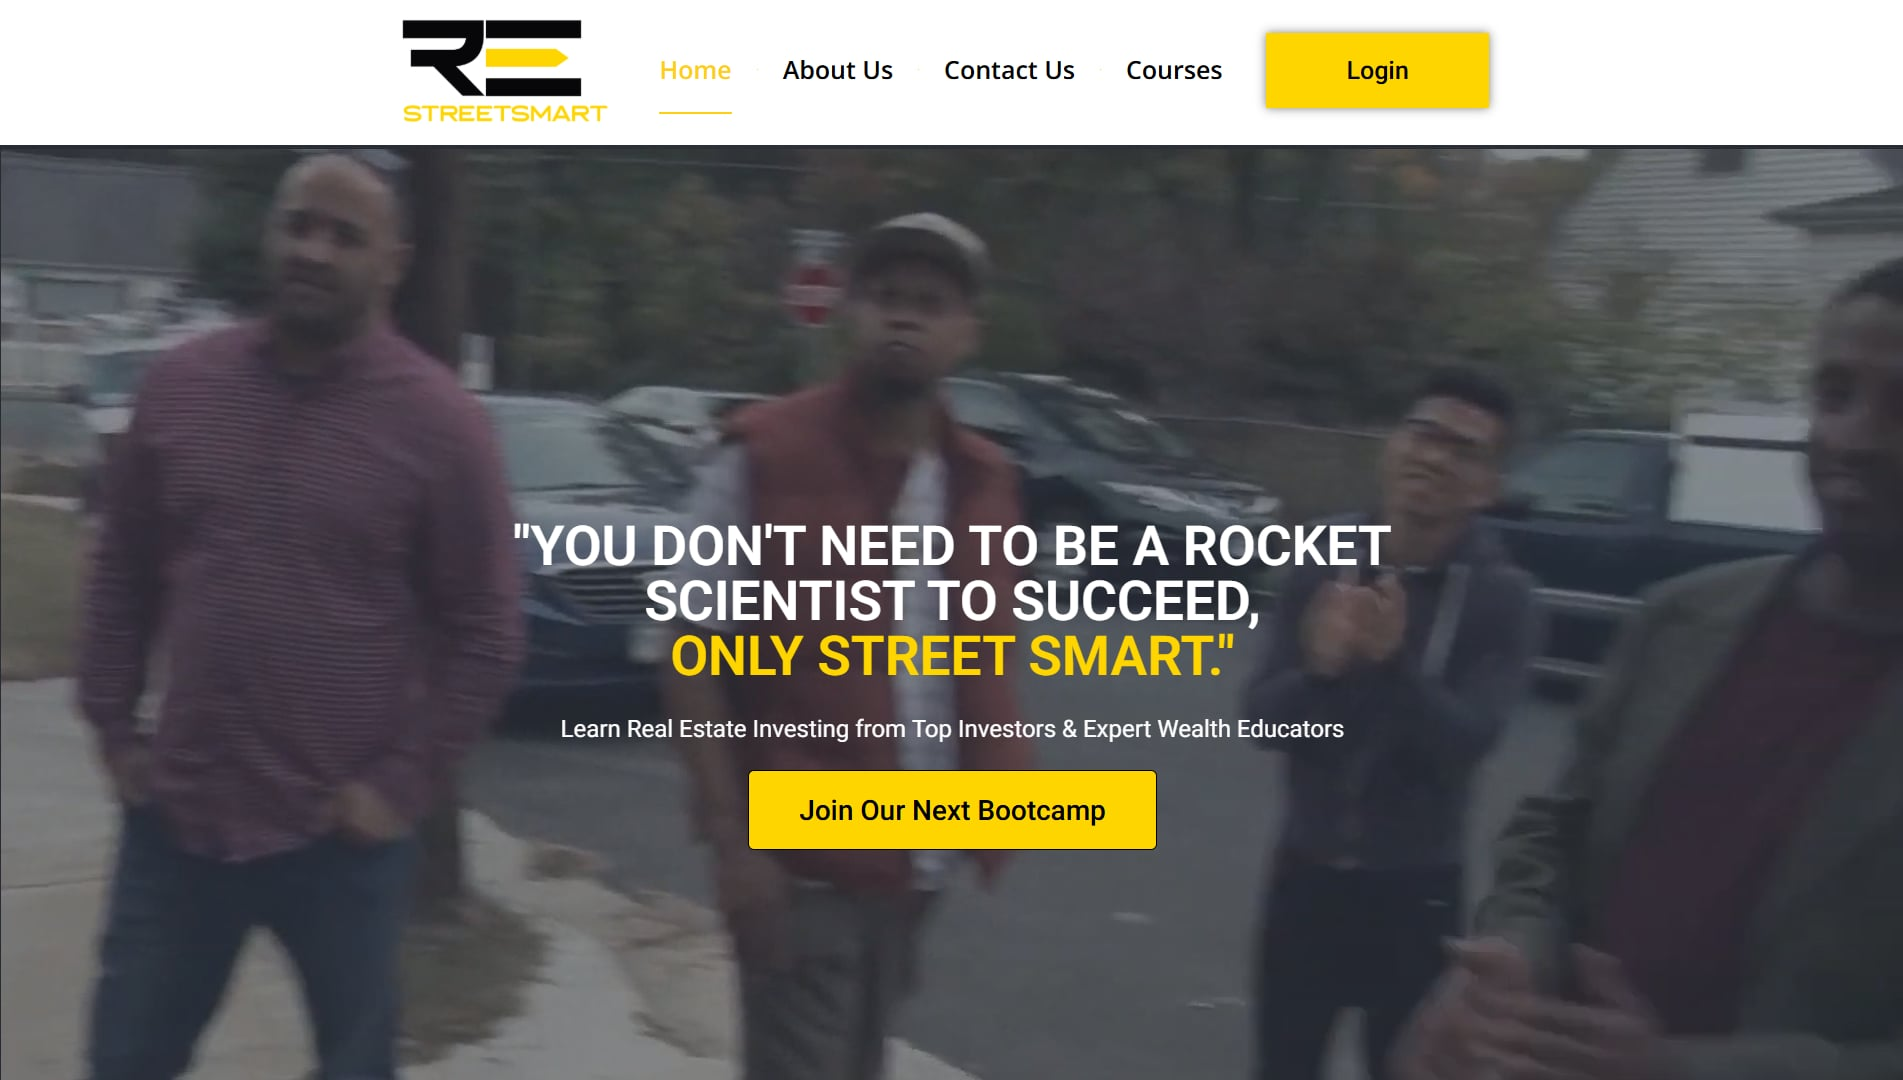 RE
STREETSMART
Home
About Us
Contact Us
Courses
Login
"YOU DON'T NEED TO BE A ROCKET
SCIENTIST TO SUCCEED,
ONLY STREET SMART."
Learn Real Estate Investing from Top Investors & Expert Wealth Educators
Join Our Next Bootcamp